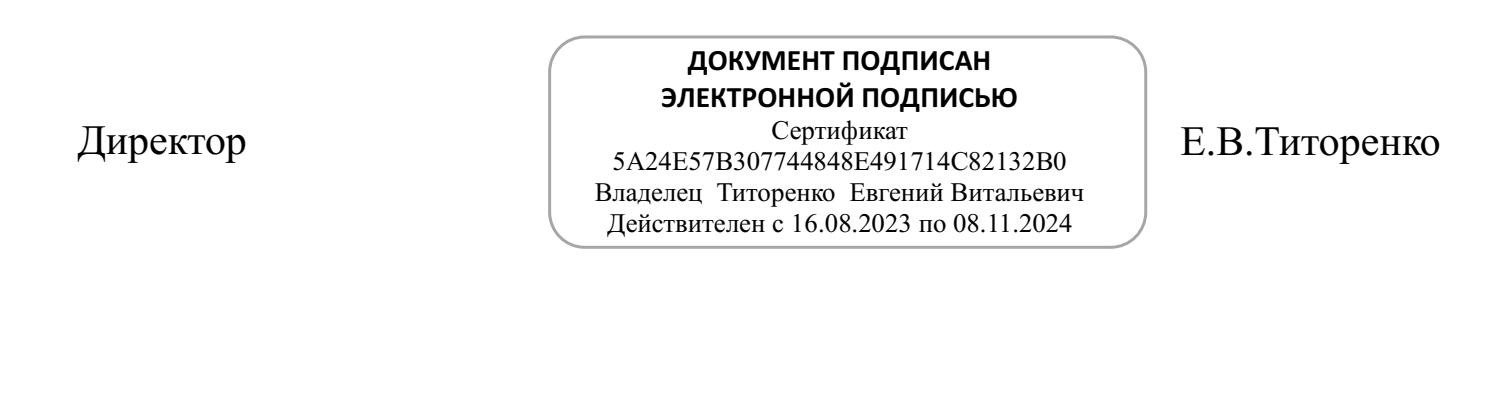 Директор
ДОКУМЕНТ ПОДПИСАН
ЭЛЕКТРОННОЙ ПОДПИСЬЮ
Сертификат
5A24E57B307744848E491714C82132B0
Владелец Титоренко Евгений Витальевич
Действителен с 16.08.2023 по 08.11.2024
Е.В.Титоренко